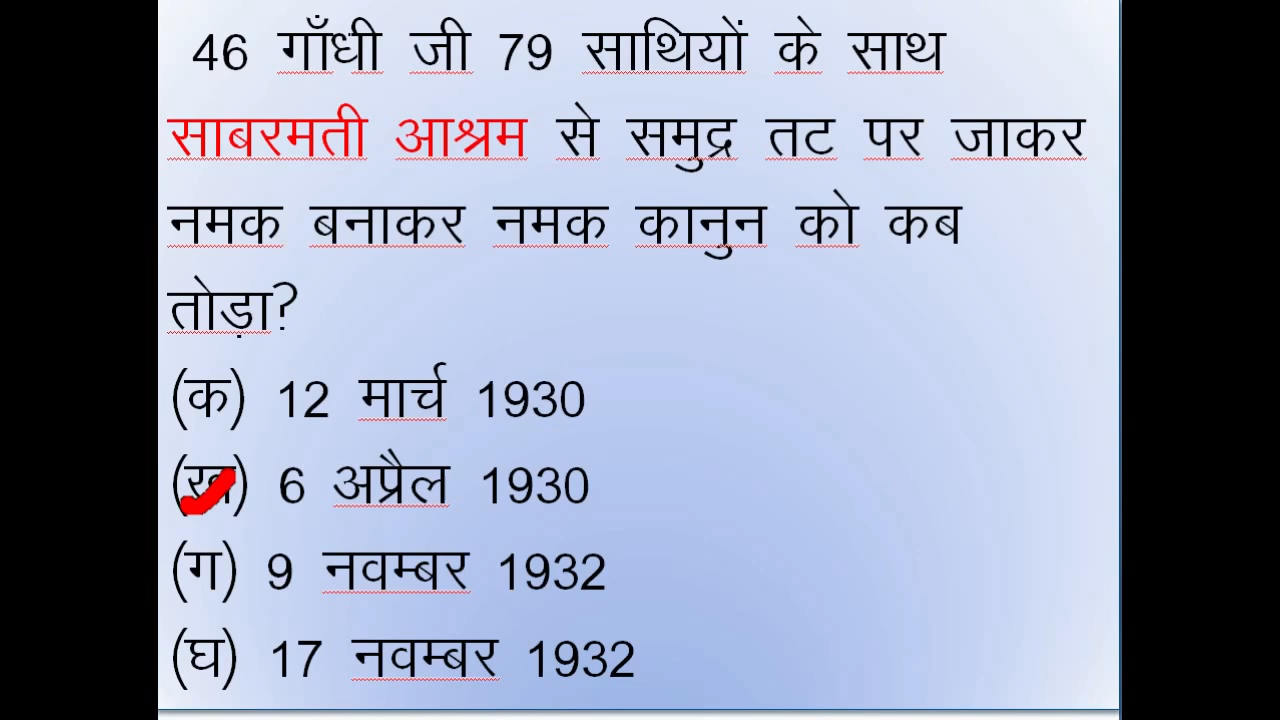 46 गाँधी जी 79 साथियों के साथ
साबरमती आश्रम से समुद्र तट पर जाकर
नमक बनाकर नमक कानुन को कब
तोड़ा?
(क) 12 मार्च 1930
(ख) 6 अप्रैल 1930
(ग) 9 नवम्बर 1932
(घ) 17 नवम्बर 1932